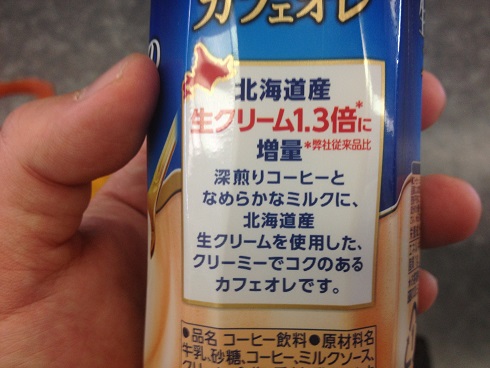 カフェオレ
北海道産
生クリーム1.3倍*に
増量 *弊社従来品比
深煎りコーヒーと
なめらかなミルクに、
北海道産
生クリームを使用した、
クリーミーでコクのある
カフェオレです。
●品名 コーヒー飲料●原材料名
牛乳、砂糖、コーヒー、ミルクソース、